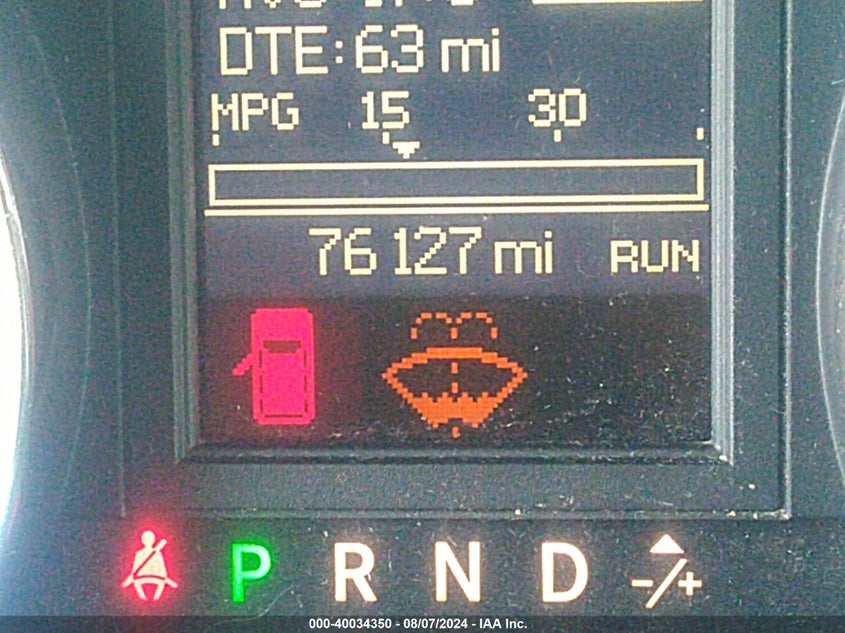 DTE: 63 mi
MPG 15 30
76 127 mi RUN
P R N D -/+
000-40034350 - 08/07/2024 - IAA Inc.